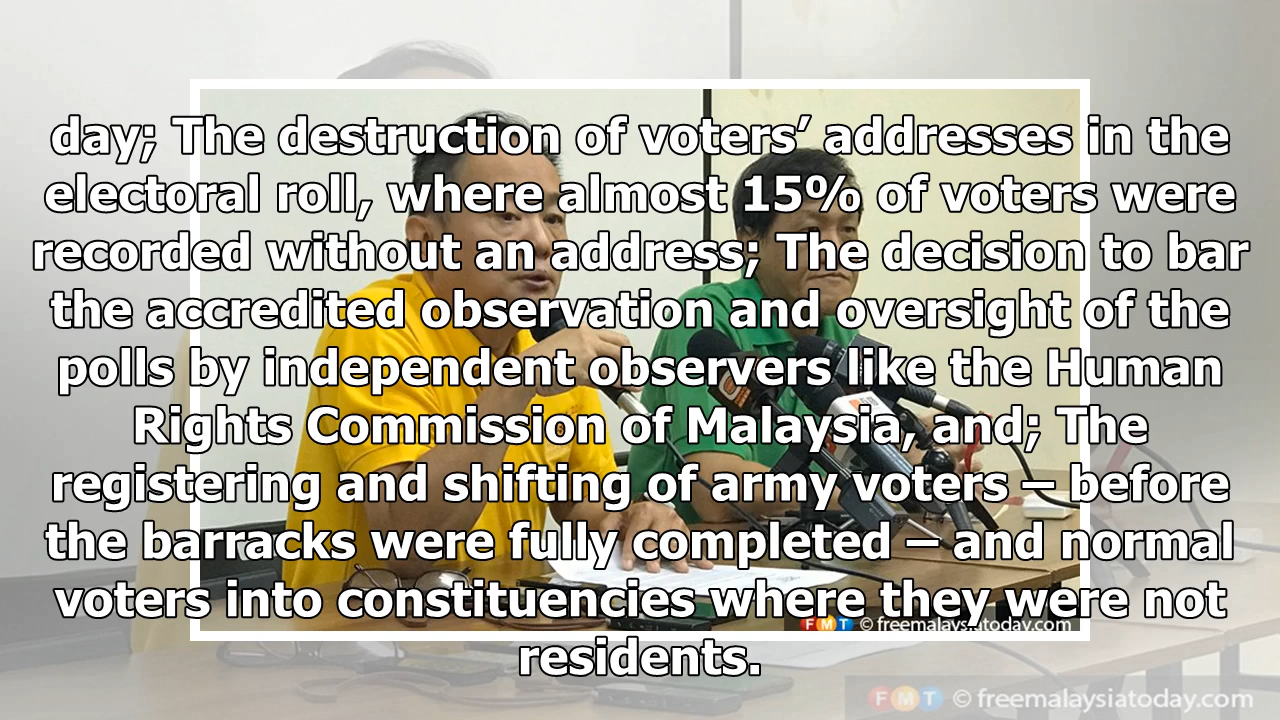 day; The destruction of voters’ addresses in the
electoral roll, where almost 15% of voters were
recorded without an address; The decision to bar
the accredited observation and oversight of the
polls by independent observers like the Human
Rights Commission of Malaysia, and; The
registering and shifting of army voters – before
the barracks were fully completed – and normal
voters into constituencies where they were not
residents.
FMT © freemalaysiatoday.com
FMT © freemalaysiatoday.com